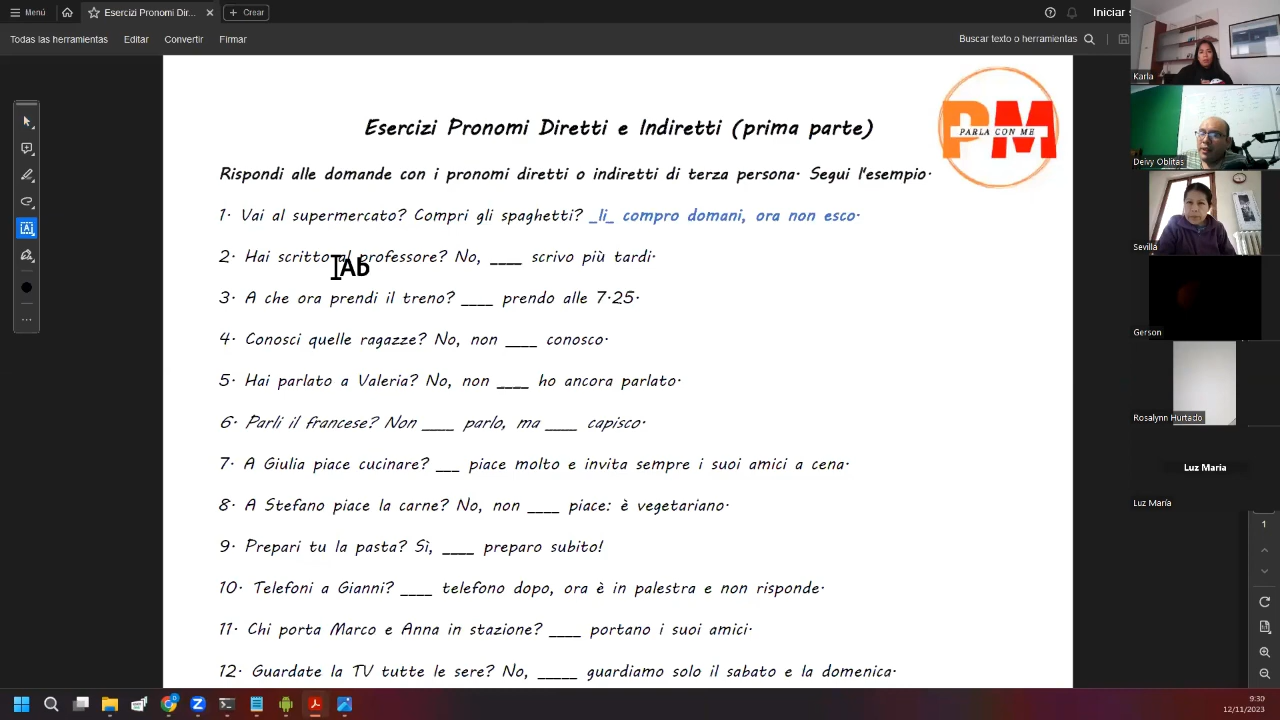 Menú
Esercizi Pronomi Dir...
Crear
Iniciar s
Todas las herramientas
Editar
Convertir
Firmar
Buscar texto o herramientas
Karla
Deivy Oblitas
Sevilla
Gerson
Rosalynn Hurtado
Luz Maria
Luz María
PM
PARLA CON ME
Esercizi Pronomi Diretti e Indiretti (prima parte)
Rispondi alle domande con i pronomi diretti o indiretti di terza persona. Segui l'esempio.
1. Vai al supermercato? Compri gli spaghetti? _li_ compro domani, ora non esco.
2. Hai scritto al professore? No, ____ scrivo più tardi.
Ab
3. A che ora prendi il treno? ____ prendo alle 7.25.
4. Conosci quelle ragazze? No, non ____ conosco.
5. Hai parlato a Valeria? No, non ____ ho ancora parlato.
6. Parli il francese? Non ____ parlo, ma ____ capisco.
7. A Giulia piace cucinare? ___ piace molto e invita sempre i suoi amici a cena.
8. A Stefano piace la carne? No, non ____ piace: è vegetariano.
9. Prepari tu la pasta? Sì, ____ preparo subito!
10. Telefoni a Gianni? ____ telefono dopo, ora è in palestra e non risponde.
11. Chi porta Marco e Anna in stazione? ____ portano i suoi amici.
12. Guardate la TV tutte le sere? No, _____ guardiamo solo il sabato e la domenica.
1
9:30
12/11/2023